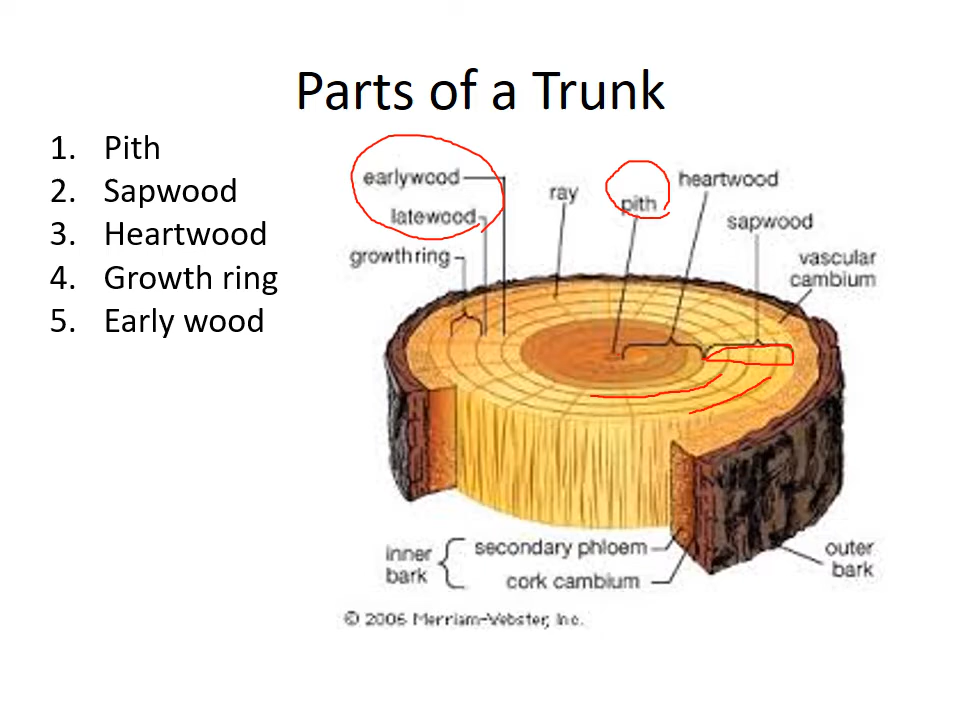 Parts of a Trunk
1. Pith
2. Sapwood
3. Heartwood
4. Growth ring
5. Early wood
earlywood
latewood
growth ring
ray
pith
heartwood
sapwood
vascular
cambium
inner
bark
secondary phloem
cork cambium
outer
bark
© 2006 Merriam-Webster, Inc.